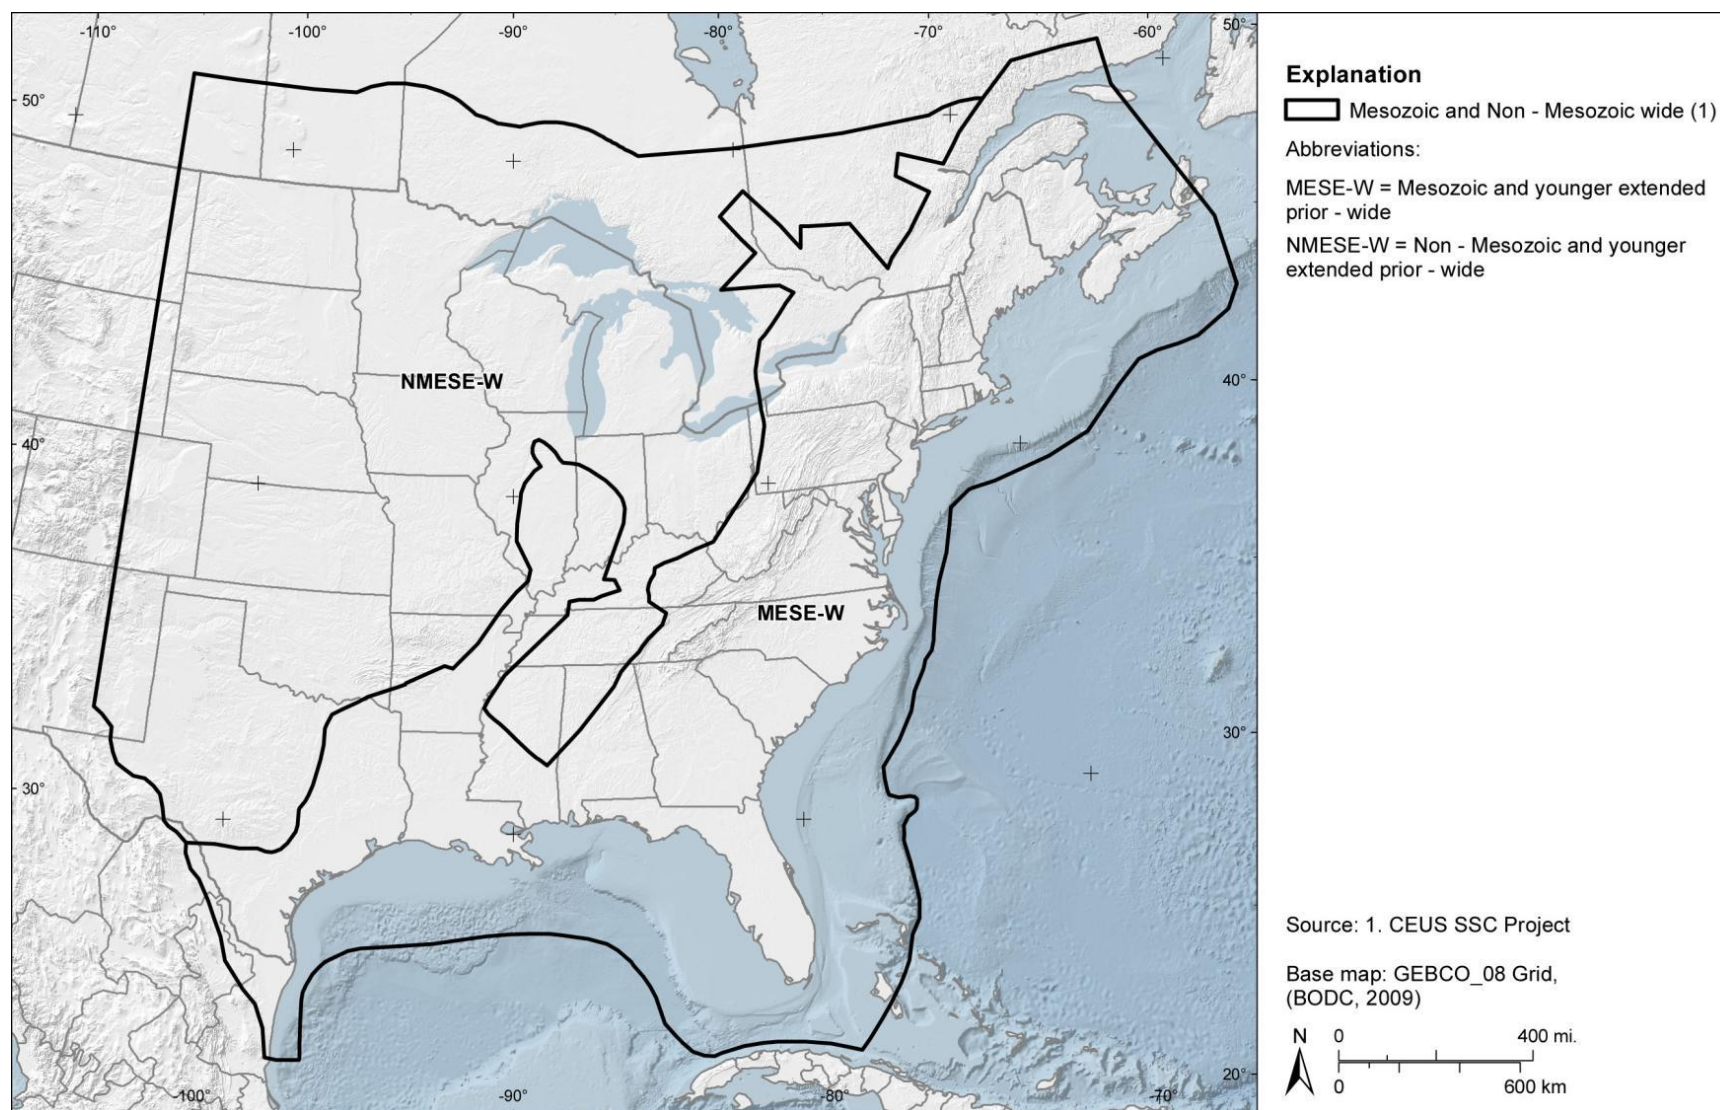 -110° -100° -90° -80° -70° -60° 50°
50°
40°
40°
30°
30°
20°
-100° -90° -80° -70°
NMESE-W
MESE-W
Explanation
Mesozoic and Non - Mesozoic wide (1)
Abbreviations:
MESE-W = Mesozoic and younger extended
prior - wide
NMESE-W = Non - Mesozoic and younger
extended prior - wide
Source: 1. CEUS SSC Project
Base map: GEBCO_08 Grid,
(BODC, 2009)
N 0 400 mi.
0 600 km